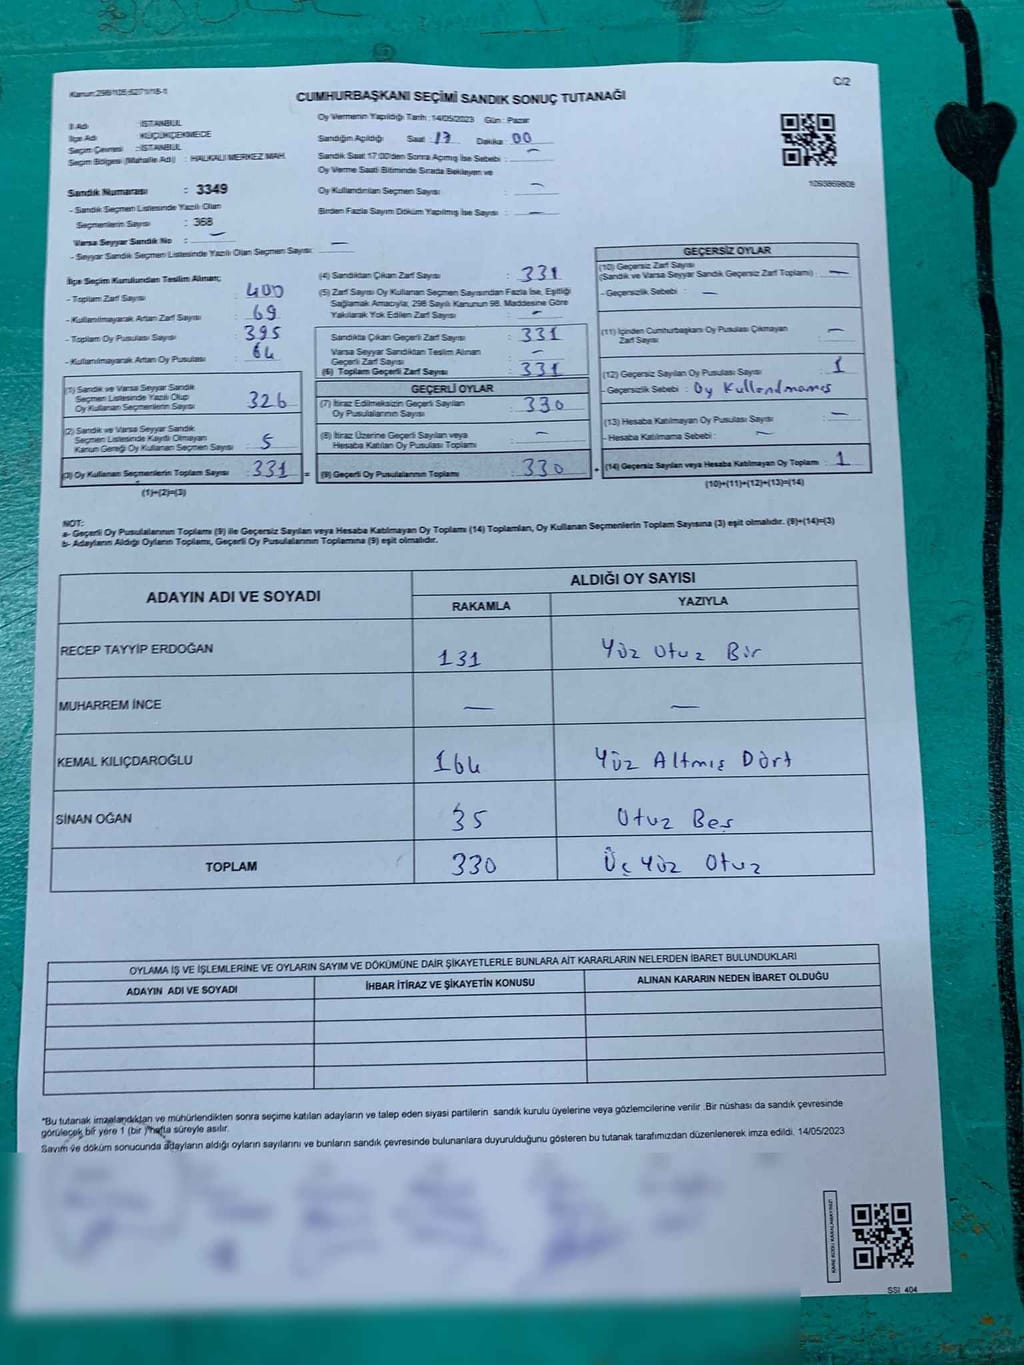 Kanun:298/105;6271/18-1
C/2
CUMHURBAŞKANI SEÇİMİ SANDIK SONUÇ TUTANAĞI
İl Adı : İSTANBUL
İlçe Adı : KÜÇÜKÇEKMECE
Seçim Çevresi : İSTANBUL
Seçim Bölgesi (Mahalle Adı) : HALKALI MERKEZ MAH.
Sandık Numarası : 3349
- Sandık Seçmen Listesinde Yazılı Olan
Seçmenlerin Sayısı : 368
Varsa Seyyar Sandık No : —
- Seyyar Sandık Seçmen Listesinde Yazılı Olan Seçmen Sayısı: —
Oy Vermenin Yapıldığı Tarih :14/05/2023 Gün : Pazar
Sandığın Açıldığı Saat : 17 Dakika : 00
Sandık Saat 17:00'den Sonra Açımış İse Sebebi : —
Oy Verme Saati Bitiminde Sırada Bekleyen ve
Oy Kullandırılan Seçmen Sayısı : —
Birden Fazla Sayım Döküm Yapılmış İse Sayısı : —
1093869808
İlçe Seçim Kurulundan Teslim Alınan;
- Toplam Zarf Sayısı : 400
- Kullanılmayarak Artan Zarf Sayısı : 69
- Toplam Oy Pusulası Sayısı : 395
- Kullanılmayarak Artan Oy Pusulası : 64
(1) Sandık ve Varsa Seyyar Sandık
Seçmen Listesinde Yazılı Olup
Oy Kullanan Seçmenlerin Sayısı : 326
(2) Sandık ve Varsa Seyyar Sandık
Seçmen Listesinde Kayıtlı Olmayan
Kanun Gereği Oy Kullanan Seçmen Sayısı : 5
(3) Oy Kullanan Seçmenlerin Toplam Sayısı : 331 =
(1)+(2)=(3)
(4) Sandıktan Çıkan Zarf Sayısı : 331
(5) Zarf Sayısı Oy Kullanan Seçmen Sayısından Fazla İse, Eşitliği
Sağlamak Amacıyla; 298 Sayılı Kanunun 98. Maddesine Göre
Yakılarak Yok Edilen Zarf Sayısı : —
Sandıkta Çıkan Geçerli Zarf Sayısı : 331
Varsa Seyyar Sandıktan Teslim Alınan
Geçerli Zarf Sayısı : —
(6) Toplam Geçerli Zarf Sayısı : 331
GEÇERLİ OYLAR
(7) İtiraz Edilmeksizin Geçerli Sayılan
Oy Pusulalarının Sayısı : 330
(8) İtiraz Üzerine Geçerli Sayılan veya
Hesaba Katılan Oy Pusulası Toplamı : —
(9) Geçerli Oy Pusulalarının Toplamı : 330 +
GEÇERSİZ OYLAR
(10) Geçersiz Zarf Sayısı
(Sandık ve Varsa Seyyar Sandık Geçersiz Zarf Toplamı) : —
- Geçersizlik Sebebi : —
(11) İçinden Cumhurbaşkanı Oy Pusulası Çıkmayan
Zarf Sayısı : —
(12) Geçersiz Sayılan Oy Pusulası Sayısı : 1
- Geçersizlik Sebebi : Oy Kullanılmamış
(13) Hesaba Katılmayan Oy Pusulası Sayısı : —
- Hesaba Katılmama Sebebi : —
(14) Geçersiz Sayılan veya Hesaba Katılmayan Oy Toplamı : 1
(10)+(11)+(12)+(13)=(14)
NOT:
a- Geçerli Oy Pusulalarının Toplamı (9) ile Geçersiz Sayılan veya Hesaba Katılmayan Oy Toplamı (14) Toplamları, Oy Kullanan Seçmenlerin Toplam Sayısına (3) eşit olmalıdır. (9)+(14)=(3)
b- Adayların Aldığı Oyların Toplamı, Geçerli Oy Pusulalarının Toplamına (9) eşit olmalıdır.
ADAYIN ADI VE SOYADI
ALDIĞI OY SAYISI
RAKAMLA YAZIYLA
RECEP TAYYİP ERDOĞAN 131 Yüz Otuz Bir
MUHARREM İNCE — —
KEMAL KILIÇDAROĞLU 164 Yüz Altmış Dört
SİNAN OĞAN 35 Otuz Beş
TOPLAM 330 Üç Yüz Otuz
OYLAMA İŞ VE İŞLEMLERİNE VE OYLARIN SAYIM VE DÖKÜMÜNE DAİR ŞİKAYETLERLE BUNLARA AİT KARARLARIN NELERDEN İBARET BULUNDUKLARI
ADAYIN ADI VE SOYADI İHBAR İTİRAZ VE ŞİKAYETİN KONUSU ALINAN KARARIN NEDEN İBARET OLDUĞU
*Bu tutanak imzalandıktan ve mühürlendikten sonra seçime katılan adayların ve talep eden siyasi partilerin sandık kurulu üyelerine veya gözlemcilerine verilir .Bir nüshası da sandık çevresinde
görülecek bir yere 1 (bir ) hafta süreyle asılır.
Sayım ve döküm sonucunda adayların aldığı oyların sayılarını ve bunların sandık çevresinde bulunanlara duyurulduğunu gösteren bu tutanak tarafımızdan düzenlenerek imza edildi. 14/05/2023
KARE KODU KARALAMAYINIZ!
SSI 404